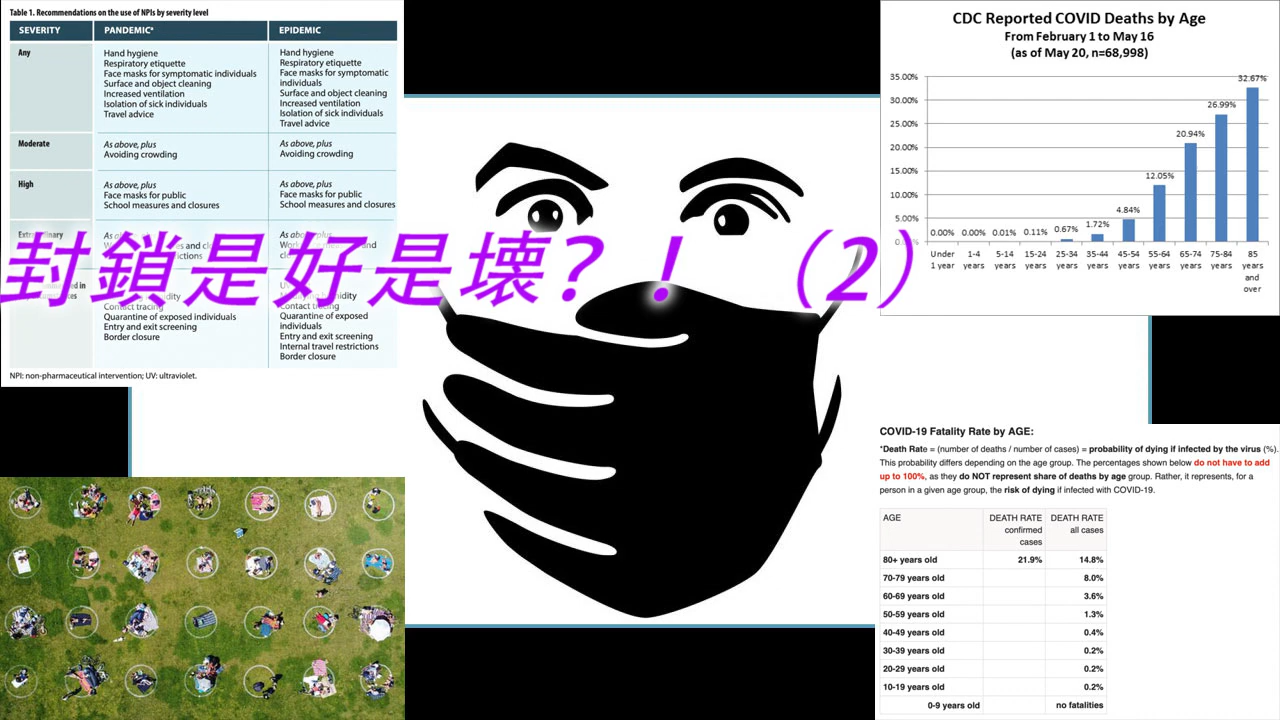 Table 1. Recommendations on the use of NPIs by severity level
SEVERITY PANDEMIC* EPIDEMIC
Any
Hand hygiene
Respiratory etiquette
Face masks for symptomatic individuals
Surface and object cleaning
Increased ventilation
Isolation of sick individuals
Travel advice
Hand hygiene
Respiratory etiquette
Face masks for symptomatic
individuals
Surface and object cleaning
Increased ventilation
Isolation of sick individuals
Travel advice
Moderate
As above, plus
Avoiding crowding
As above, plus
Avoiding crowding
High
As above, plus
Face masks for public
School measures and closures
As above, plus
Face masks for public
School measures and closures
Extraordinary
封鎖是好是壞?! (2)
Contact tracing
Quarantine of exposed individuals
Entry and exit screening
Border closure
Contact tracing
Quarantine of exposed
individuals
Entry and exit screening
Internal travel restrictions
Border closure
NPI: non-pharmaceutical intervention; UV: ultraviolet.
CDC Reported COVID Deaths by Age
From February 1 to May 16
(as of May 20, n=68,998)
35.00%
30.00%
25.00%
20.00%
15.00%
10.00%
5.00%
0.00% 0.00% 0.01% 0.11% 0.67% 1.72% 4.84% 12.05% 20.94% 26.99% 32.67%
Under 1 year
1-4 years
5-14 years
15-24 years
25-34 years
35-44 years
45-54 years
55-64 years
65-74 years
75-84 years
85 years and over
COVID-19 Fatality Rate by AGE:
*Death Rate = (number of deaths / number of cases) = probability of dying if infected by the virus (%).
This probability differs depending on the age group. The percentages shown below do not have to add
up to 100%, as they do NOT represent share of deaths by age group. Rather, it represents, for a
person in a given age group, the risk of dying if infected with COVID-19.
AGE DEATH RATE confirmed cases DEATH RATE all cases
80+ years old 21.9% 14.8%
70-79 years old 8.0%
60-69 years old 3.6%
50-59 years old 1.3%
40-49 years old 0.4%
30-39 years old 0.2%
20-29 years old 0.2%
10-19 years old 0.2%
0-9 years old no fatalities